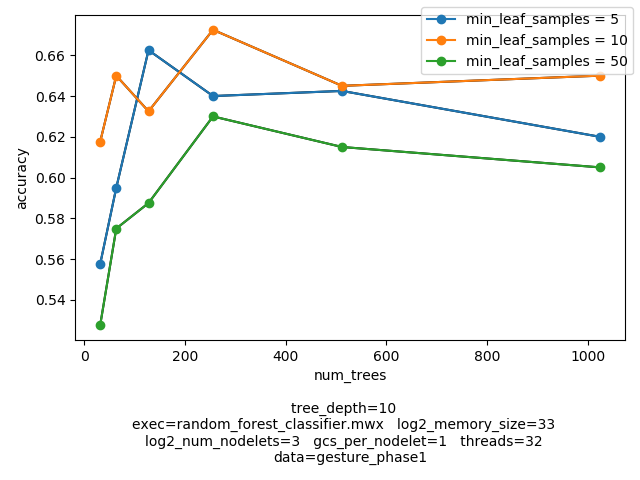 min_leaf_samples = 5
min_leaf_samples = 10
min_leaf_samples = 50
0.66
0.64
0.62
0.60
0.58
0.56
0.54
accuracy
0 200 400 600 800 1000
num_trees
tree_depth=10
exec=random_forest_classifier.mwx log2_memory_size=33
log2_num_nodelets=3 gcs_per_nodelet=1 threads=32
data=gesture_phase1